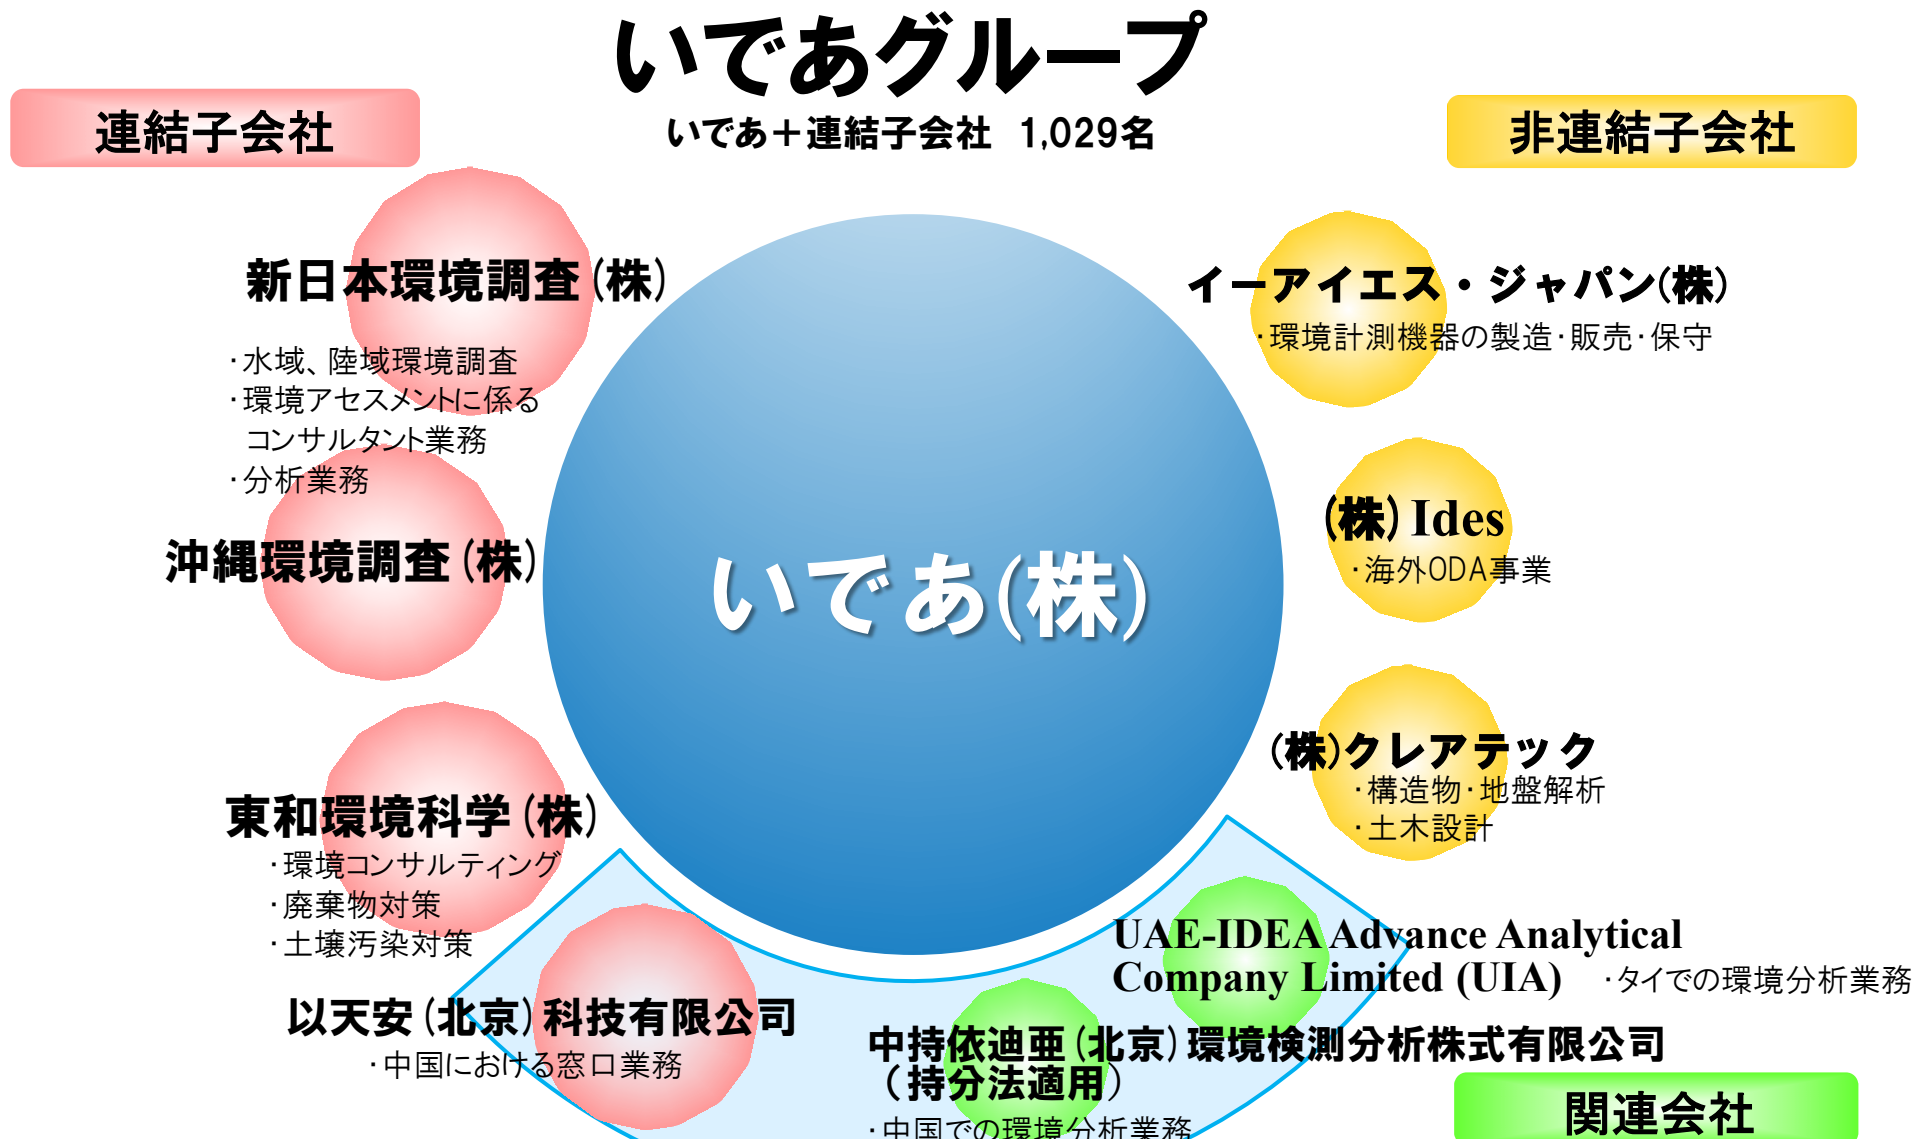 いであグループ
いであ＋連結子会社　1,029名
連結子会社
非連結子会社
新日本環境調査(株)
・水域、陸域環境調査
・環境アセスメントに係る
コンサルタント業務
・分析業務
沖縄環境調査(株)
東和環境科学(株)
・環境コンサルティング
・廃棄物対策
・土壌汚染対策
以天安(北京)科技有限公司
・中国における窓口業務
いであ(株)
イーアイエス・ジャパン(株)
・環境計測機器の製造・販売・保守
(株)Ides
・海外ODA事業
(株)クレアテック
・構造物・地盤解析
・土木設計
UAE-IDEA Advance Analytical
Company Limited (UIA)　・タイでの環境分析業務
中持依迪亜(北京)環境検測分析株式有限公司
（持分法適用）
・中国での環境分析業務
関連会社